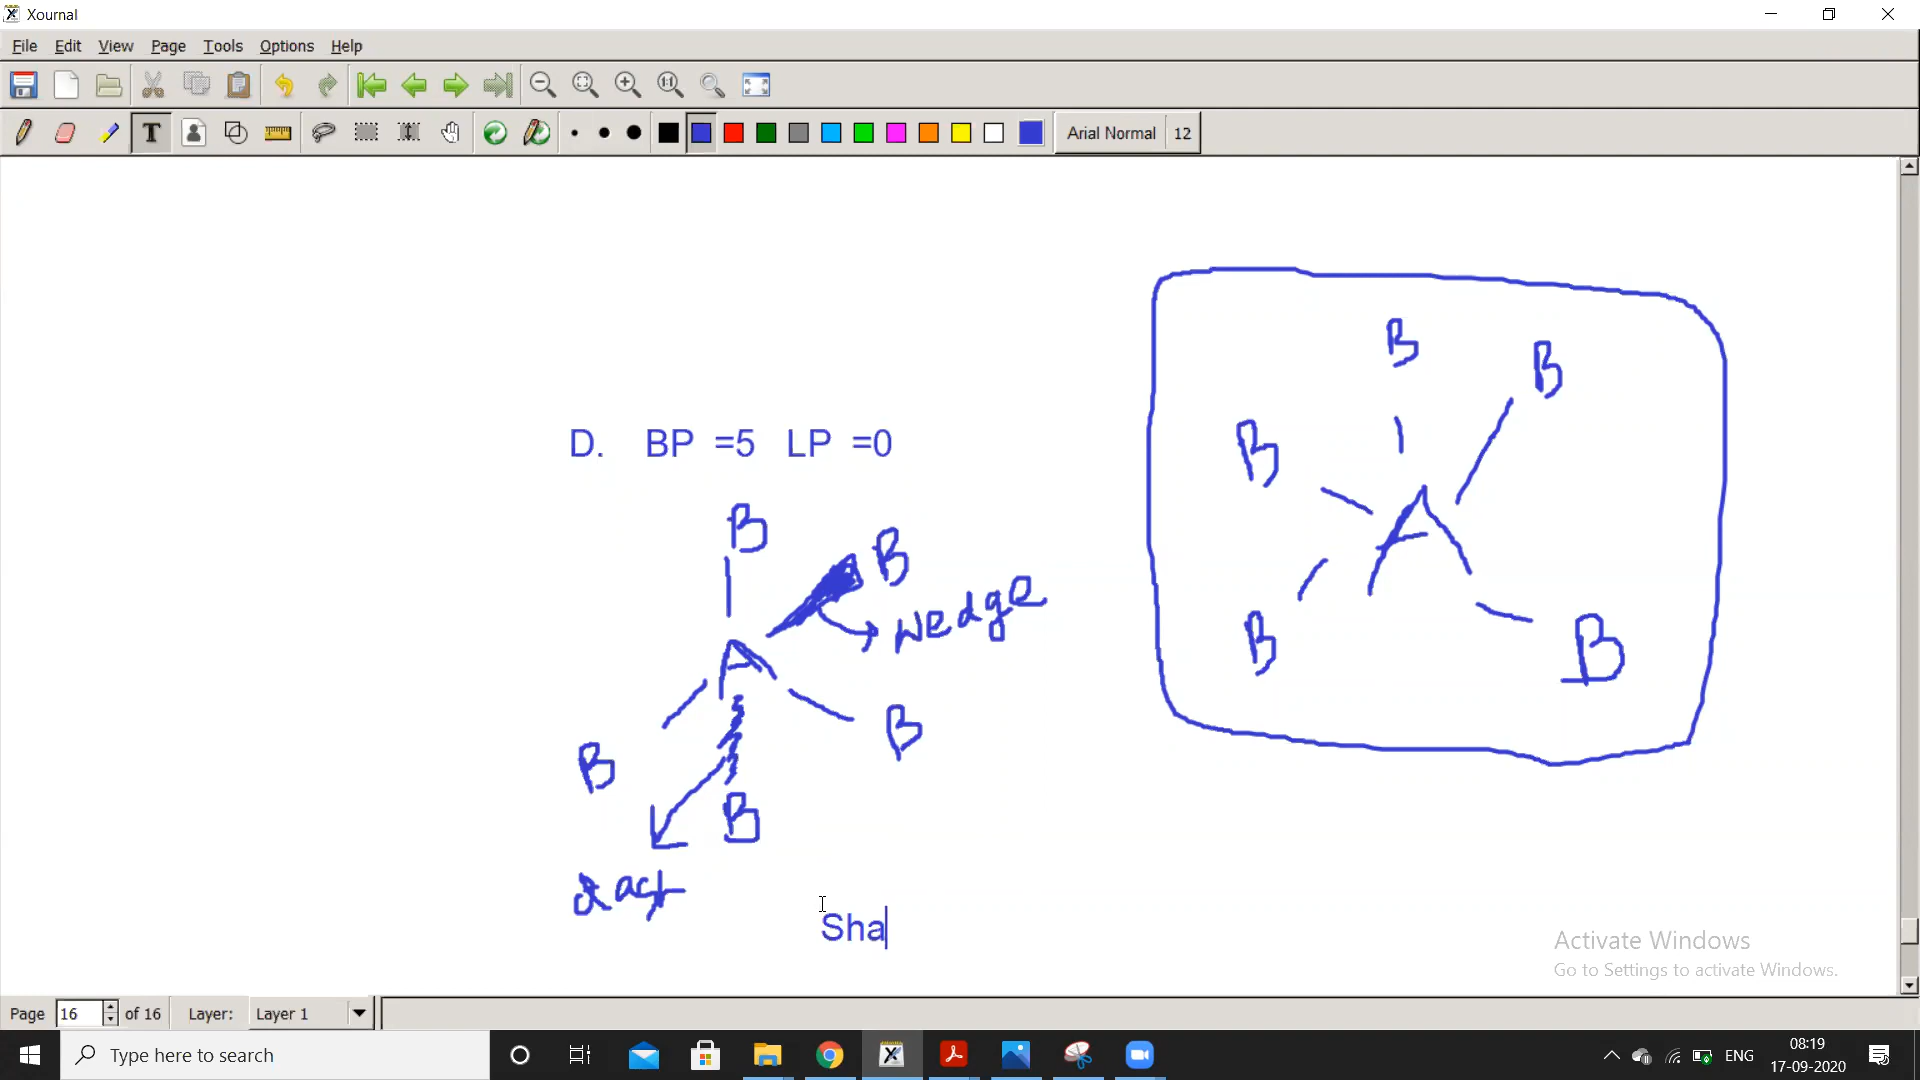 Xournal
File Edit View Page Tools Options Help
T Arial Normal 12
B
B
B
D. BP =5 LP =0
A
B
B
B
Wedge
A
B
B
B
B
B
Sha
Activate Windows
Go to Settings to activate Windows.
Page 16 of 16 Layer: Layer 1
Type here to search
ENG
08:19
17-09-2020